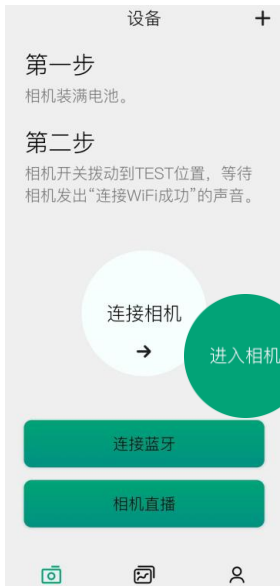 设备
第一步
相机装满电池。
第二步
相机开关拨动到TEST位置，等待
相机发出“连接WiFi成功”的声音。
连接相机
进入相机
连接蓝牙
相机直播